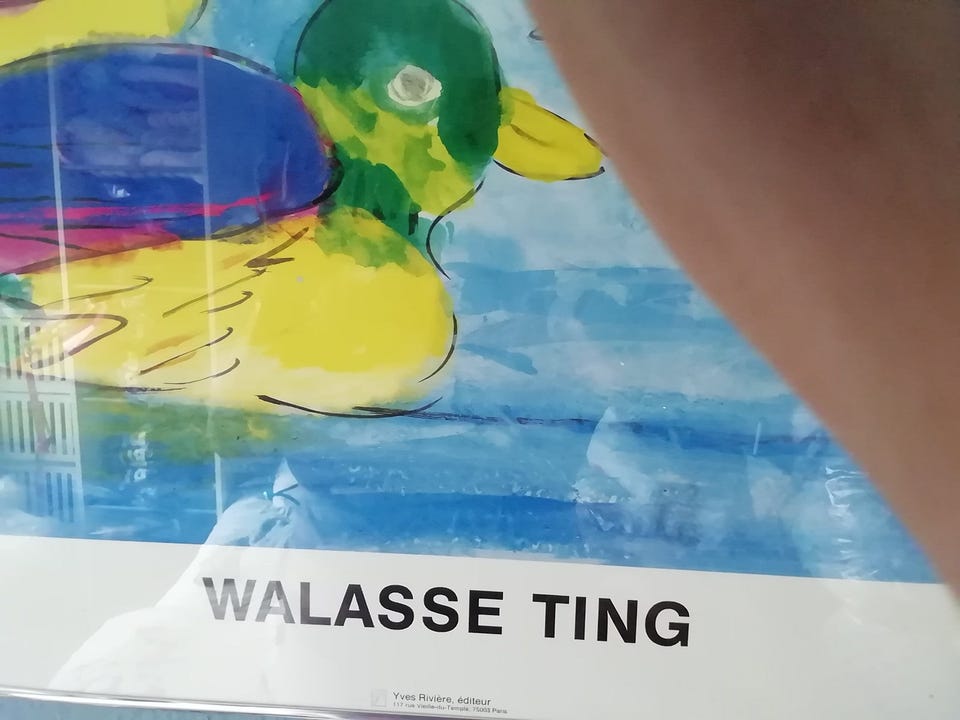 WALASSE TING
Yves Rivière, éditeur
117 rue Vieille-du-Temple, 75003 Paris